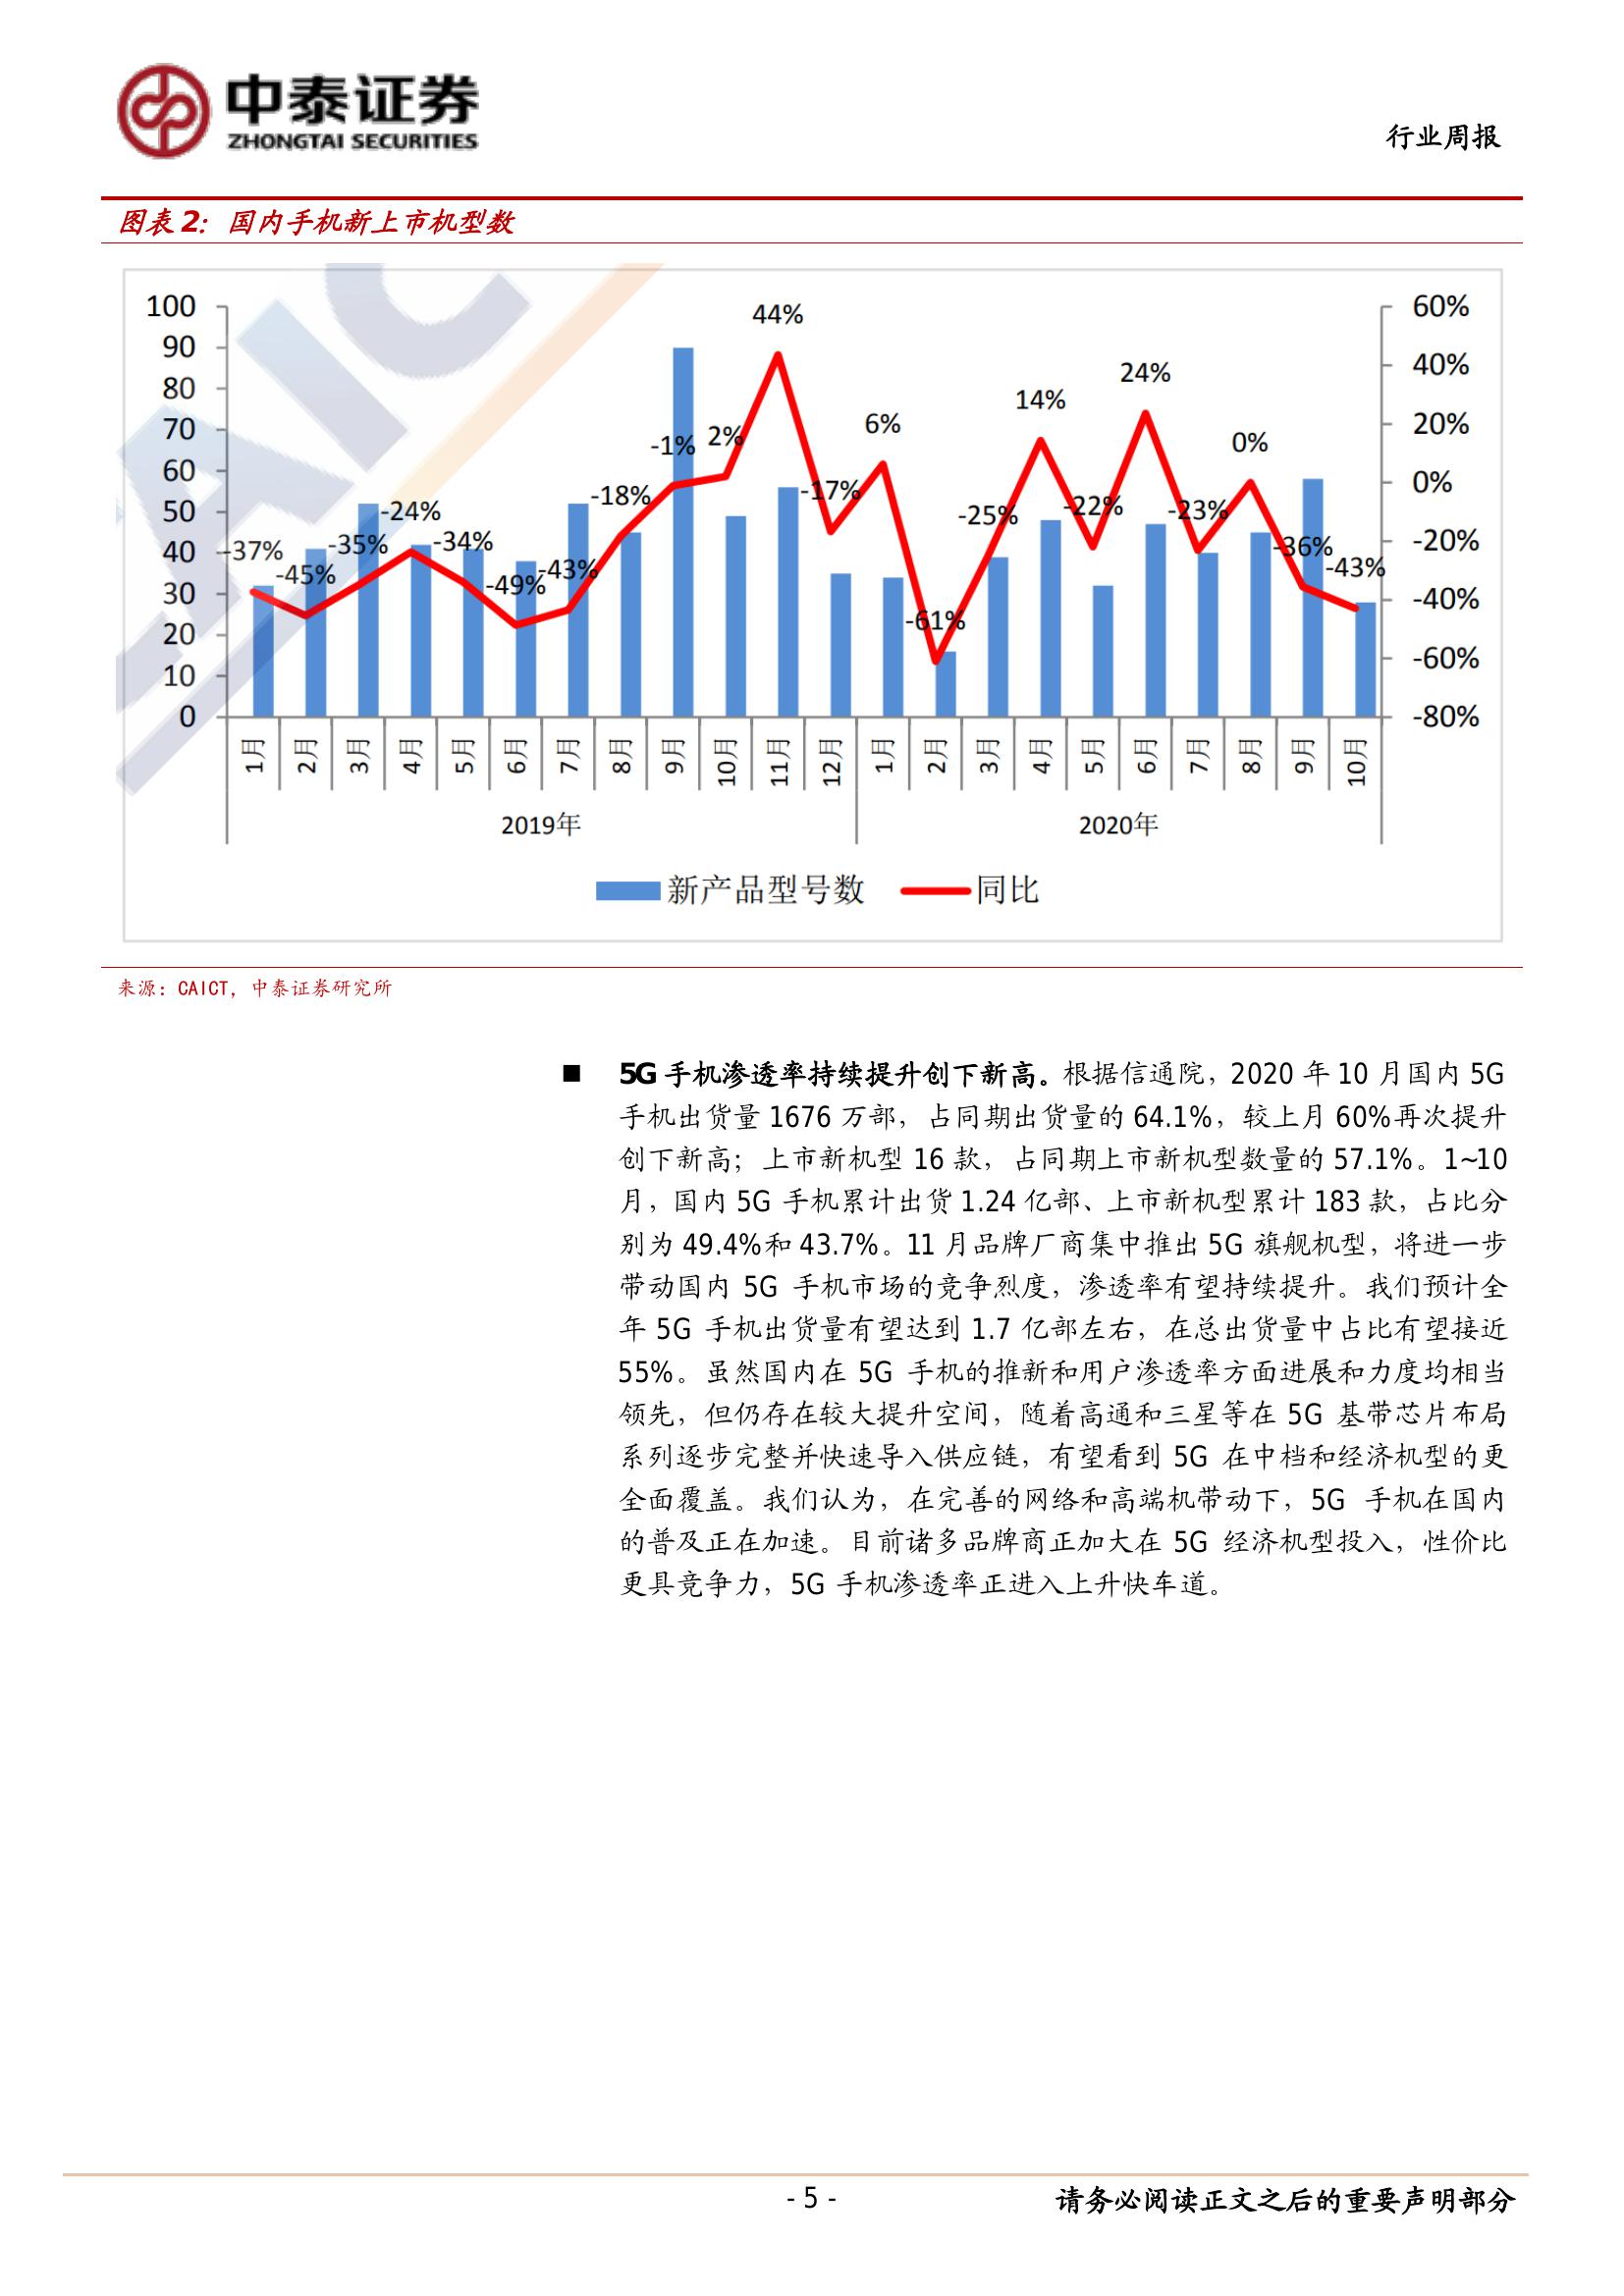 中泰证券
ZHONGTAI SECURITIES
行业周报
图表 2：国内手机新上市机型数
100
90
80
70
60
50
40
30
20
10
0
60%
40%
20%
0%
-20%
-40%
-60%
-80%
-37%
-45%
-35%
-24%
-34%
-49%
-43%
-18%
-1%
2%
44%
-17%
6%
-61%
-25%
14%
-22%
24%
-23%
0%
-36%
-43%
1月 2月 3月 4月 5月 6月 7月 8月 9月 10月 11月 12月 1月 2月 3月 4月 5月 6月 7月 8月 9月 10月
2019年 2020年
新产品型号数 同比
CAIC
来源：CAICT，中泰证券研究所
■ 5G 手机渗透率持续提升创下新高。根据信通院，2020 年 10 月国内 5G
手机出货量 1676 万部，占同期出货量的 64.1%，较上月 60%再次提升
创下新高；上市新机型 16 款，占同期上市新机型数量的 57.1%。1~10
月，国内 5G 手机累计出货 1.24 亿部、上市新机型累计 183 款，占比分
别为 49.4%和 43.7%。11 月品牌厂商集中推出 5G 旗舰机型，将进一步
带动国内 5G 手机市场的竞争烈度，渗透率有望持续提升。我们预计全
年 5G 手机出货量有望达到 1.7 亿部左右，在总出货量中占比有望接近
55%。虽然国内在 5G 手机的推新和用户渗透率方面进展和力度均相当
领先，但仍存在较大提升空间，随着高通和三星等在 5G 基带芯片布局
系列逐步完整并快速导入供应链，有望看到 5G 在中档和经济机型的更
全面覆盖。我们认为，在完善的网络和高端机带动下，5G 手机在国内
的普及正在加速。目前诸多品牌商正加大在 5G 经济机型投入，性价比
更具竞争力，5G 手机渗透率正进入上升快车道。
- 5 -
请务必阅读正文之后的重要声明部分